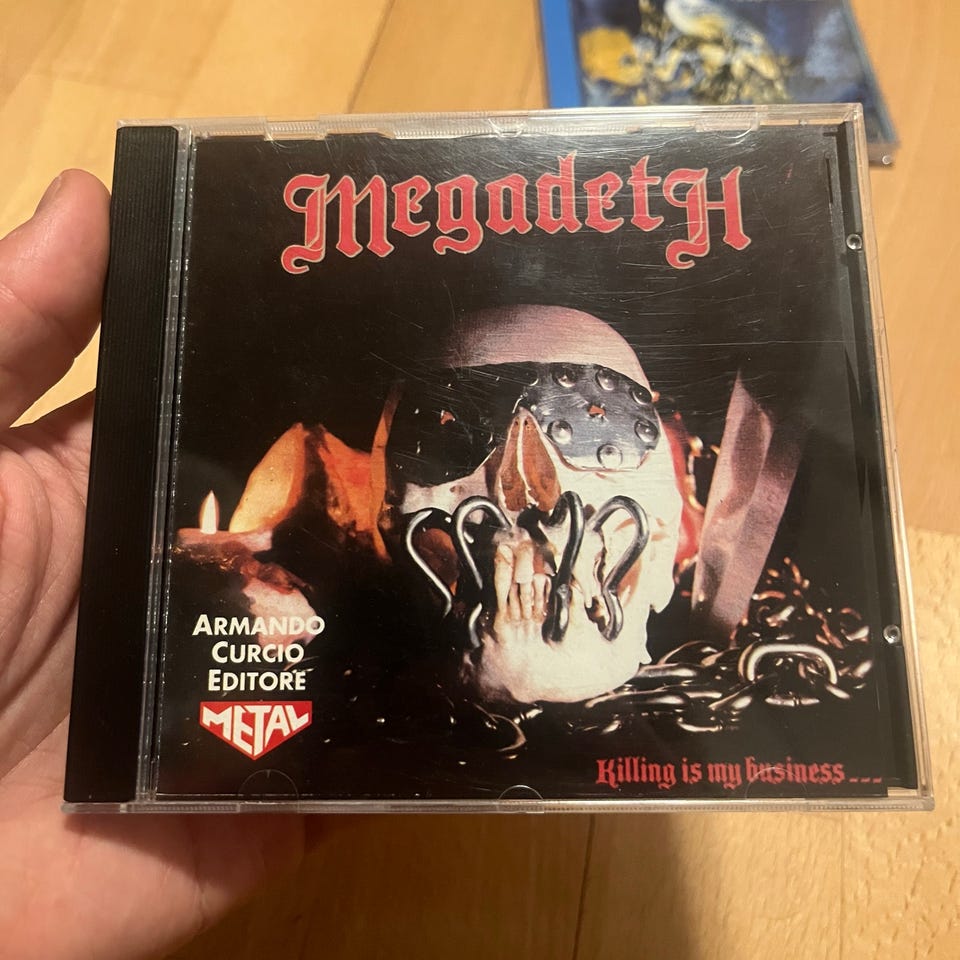 Megadeth
ARMANDO
CURCIO
EDITORE
METAL
Killing is my business...